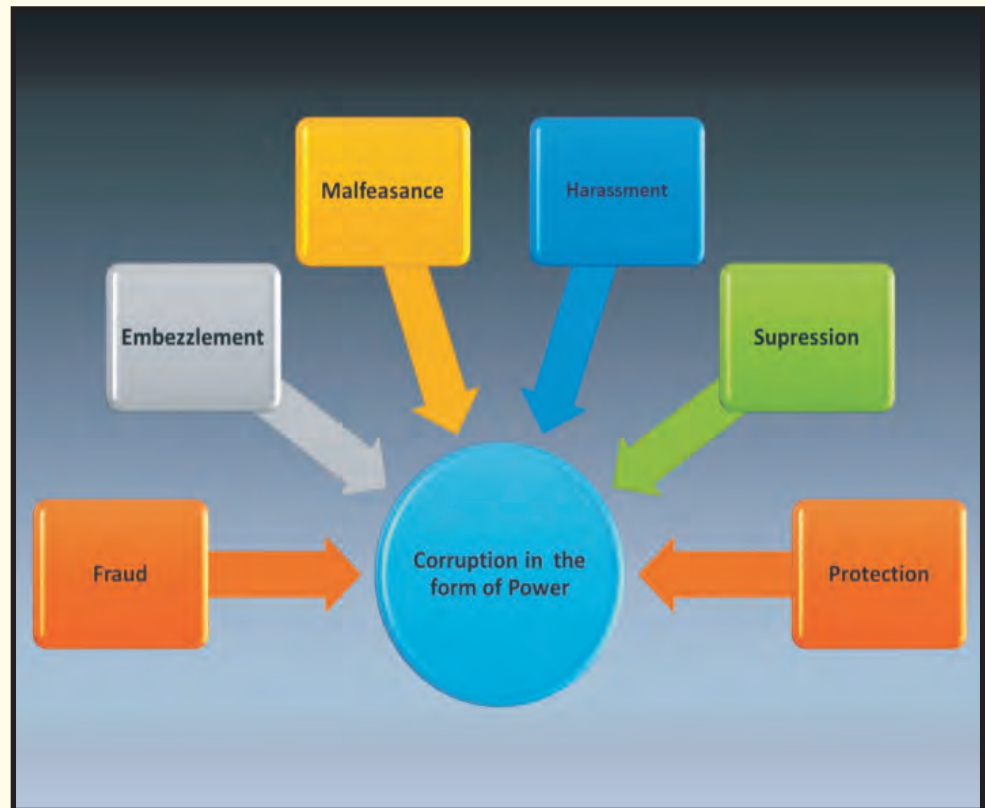 Malfeasance
Harassment
Embezzlement
Supression
Fraud
Corruption in the
form of Power
Protection